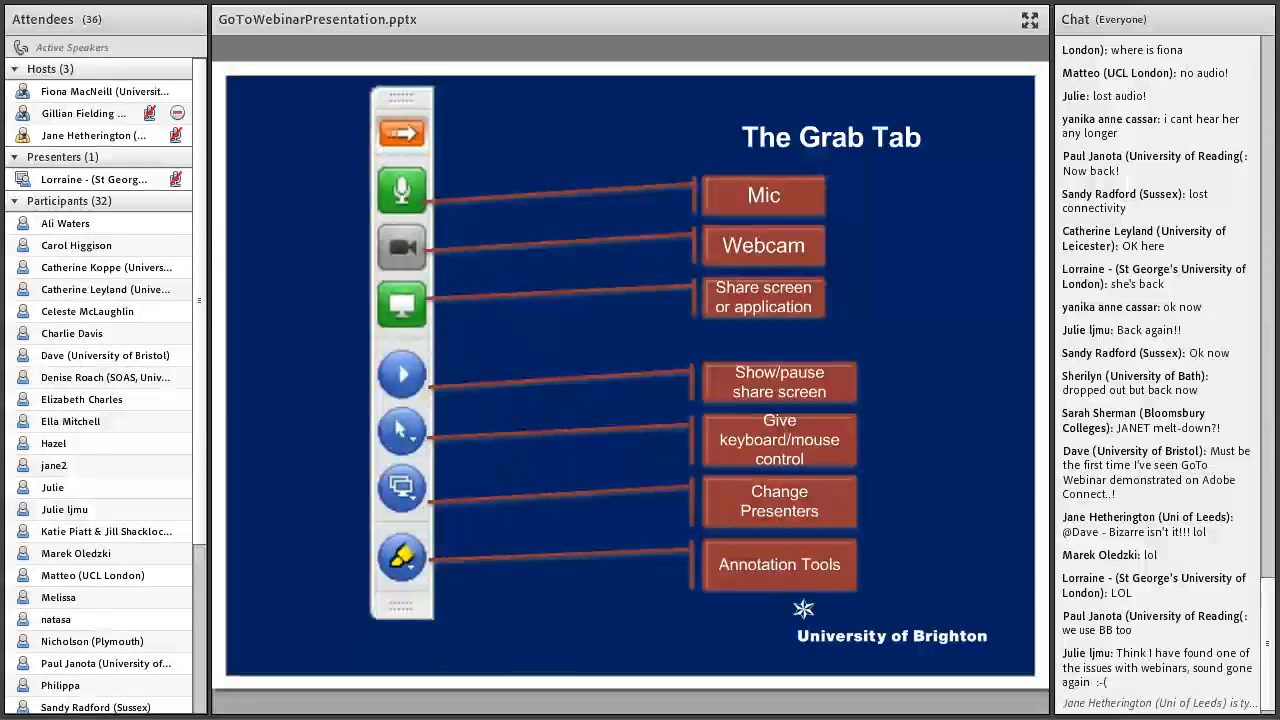 Attendees (36)
Active Speakers
Hosts (3)
Fiona MacNeill (Universit...
Gillian Fielding ...
Jane Hetherington (...
Presenters (1)
Lorraine - (St Georg...
Participants (32)
Ali Waters
Carol Higgison
Catherine Koppe (Univers...
Catherine Leyland (Unive...
Celeste McLaughlin
Charlie Davis
Dave (University of Bristol)
Denise Roach (SOAS, Univ...
Elizabeth Charles
Ella Mitchell
Hazel
jane2
Julie
Julie ljmu
Katie Piatt & Jill Shackloc...
Marek Oledzki
Matteo (UCL London)
Melissa
natasa
Nicholson (Plymouth)
Paul Janota (University of...
Philippa
Sandy Radford (Sussex)
GoToWebinarPresentation.pptx
The Grab Tab
Mic
Webcam
Share screen
or application
Show/pause
share screen
Give
keyboard/mouse
control
Change
Presenters
Annotation Tools
University of Brighton
Chat (Everyone)
London): where is fiona
Matteo (UCL London): no audio!
Julie: lost audio!
yanika anne cassar: i cant hear her
any longer
Paul Janota (University of Reading(:
Now back!
Sandy Radford (Sussex): lost
connectivity
Catherine Leyland (University of
Leicester): OK here
Lorraine - (St George's University of
London): she's back
yanika anne cassar: ok now
Julie ljmu: Back again!!
Sandy Radford (Sussex): Ok now
Sherilyn (University of Bath):
dropped out but back now
Sarah Sherman (Bloomsbury
Colleges): JANET melt-down?!
Dave (University of Bristol): Must be
the first time I've seen GoTo
Webinar demonstrated on Adobe
Connect..!
Jane Hetherington (Uni of Leeds):
@Dave - Bizarre isn't it!!! lol
Marek Oledzki: lol
Lorraine - (St George's University of
London): LOL
Paul Janota (University of Reading(:
we use BB too
Julie ljmu: Think I have found one of
the issues with webinars, sound gone
again :-(
Jane Hetherington (Uni of Leeds) is ty...